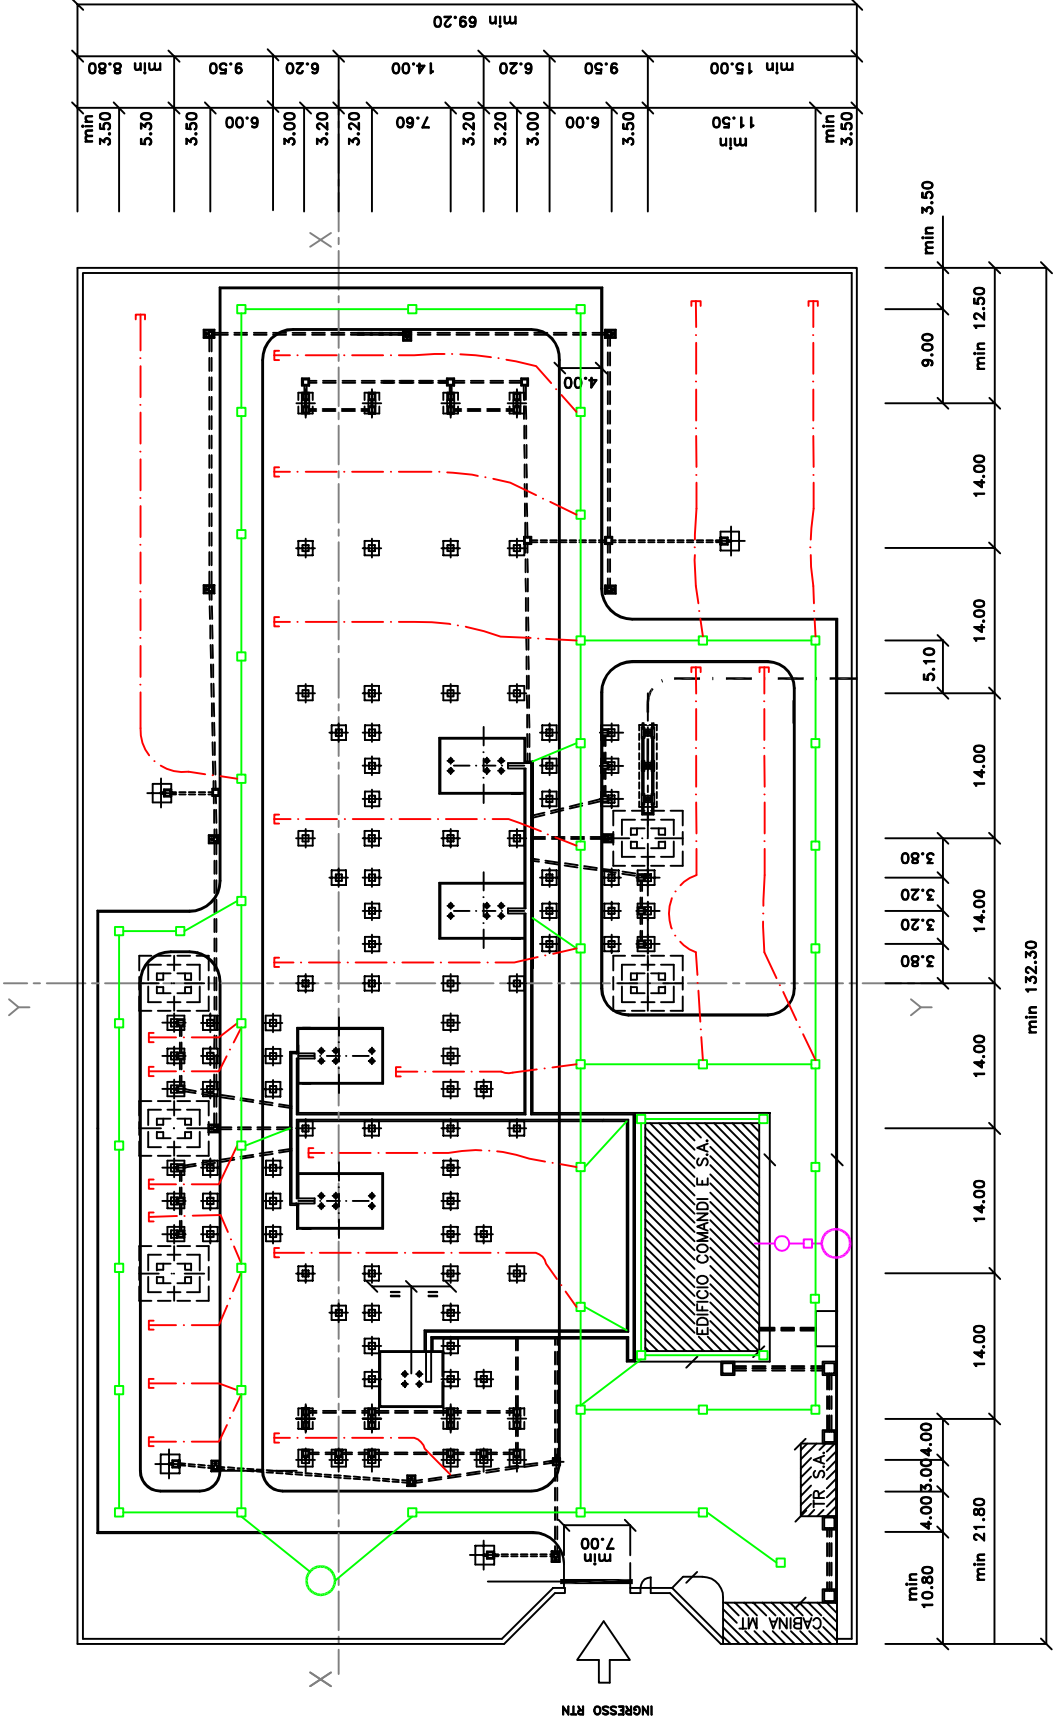 min 69.20
min 8.80
9.50
6.20
14.00
6.20
9.50
min 15.00
min
3.50
5.30
3.50
6.00
3.00
3.20
3.20
7.60
3.20
3.20
3.00
6.00
3.50
min
11.50
min
3.50
X
min 3.50
9.00
min 12.50
4.00
14.00
14.00
5.10
14.00
3.80
3.20
3.20
3.80
14.00
min 132.30
Y
Y
14.00
14.00
14.00
EDIFICIO COMANDI E S.A.
=
=
4.00
3.00
4.00
TR S.A.
min 21.80
min
10.80
min
7.00
CABINA MT
X
INGRESSO RTN